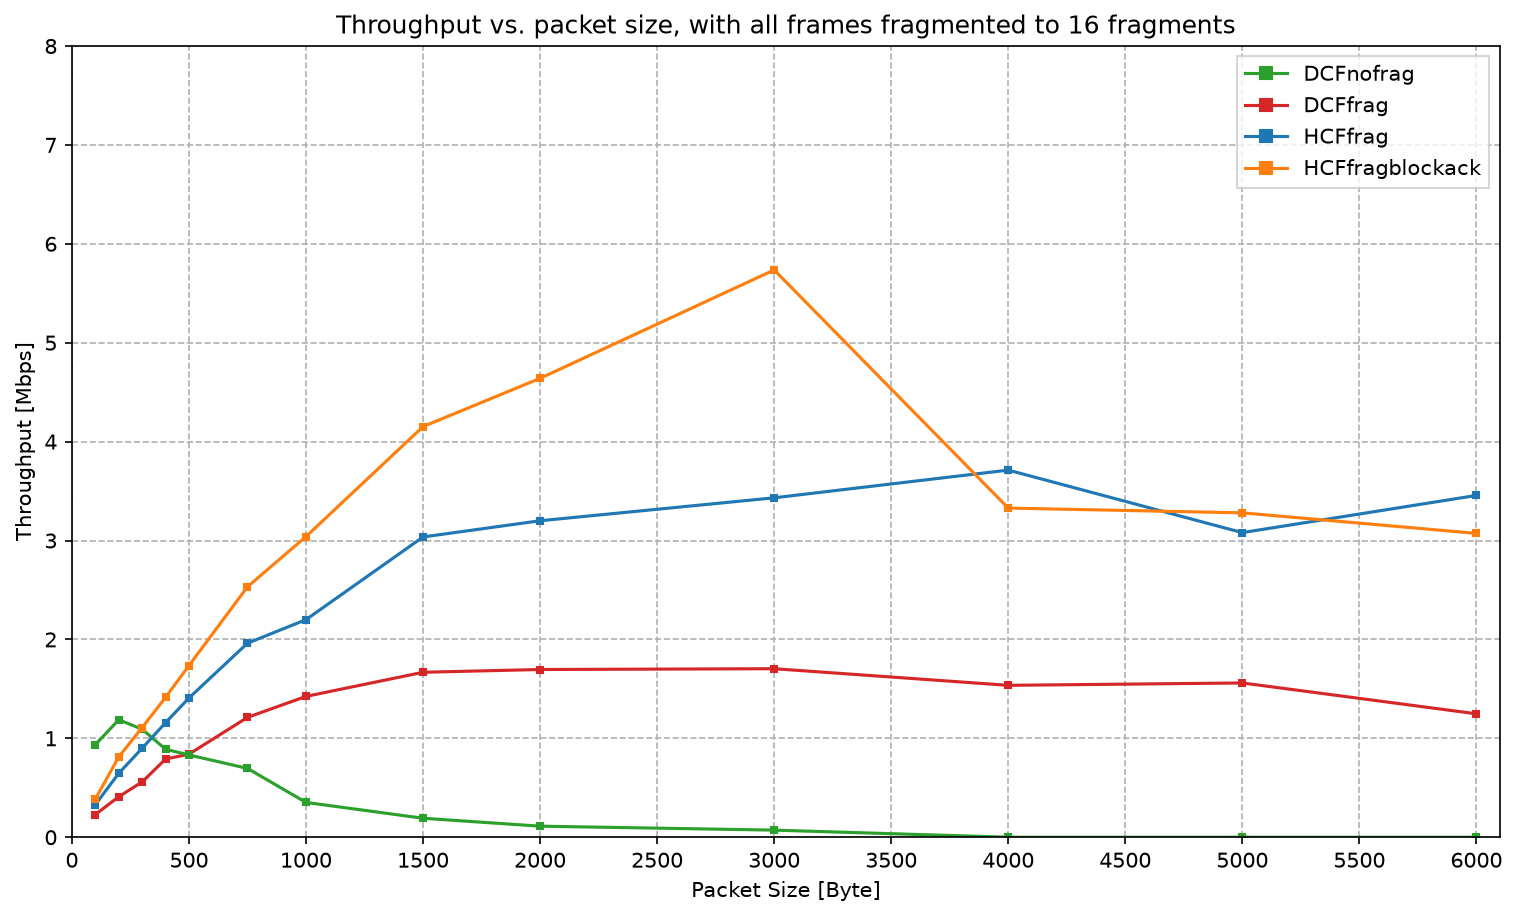 Throughput vs. packet size, with all frames fragmented to 16 fragments
DCFnofrag
DCFfrag
HCFfrag
HCFfragblockack
8
7
6
5
4
3
2
1
0
Throughput [Mbps]
0 500 1000 1500 2000 2500 3000 3500 4000 4500 5000 5500 6000
Packet Size [Byte]